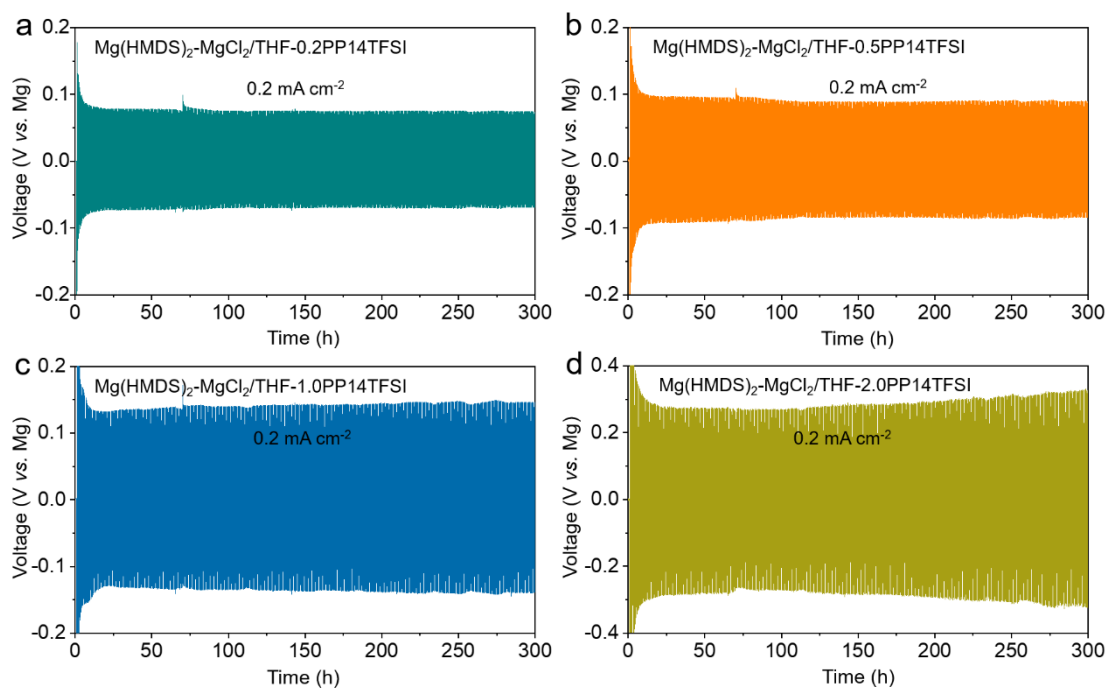 a
Mg(HMDS)₂-MgCl₂/THF-0.2PP14TFSI
0.2 mA cm⁻²
Voltage (V vs. Mg)
0.2
0.1
0.0
-0.1
-0.2
0 50 100 150 200 250 300
Time (h)
b
Mg(HMDS)₂-MgCl₂/THF-0.5PP14TFSI
0.2 mA cm⁻²
Voltage (V vs. Mg)
0.2
0.1
0.0
-0.1
-0.2
0 50 100 150 200 250 300
Time (h)
c
Mg(HMDS)₂-MgCl₂/THF-1.0PP14TFSI
0.2 mA cm⁻²
Voltage (V vs. Mg)
0.2
0.1
0.0
-0.1
-0.2
0 50 100 150 200 250 300
Time (h)
d
Mg(HMDS)₂-MgCl₂/THF-2.0PP14TFSI
0.2 mA cm⁻²
Voltage (V vs. Mg)
0.4
0.2
0.0
-0.2
-0.4
0 50 100 150 200 250 300
Time (h)